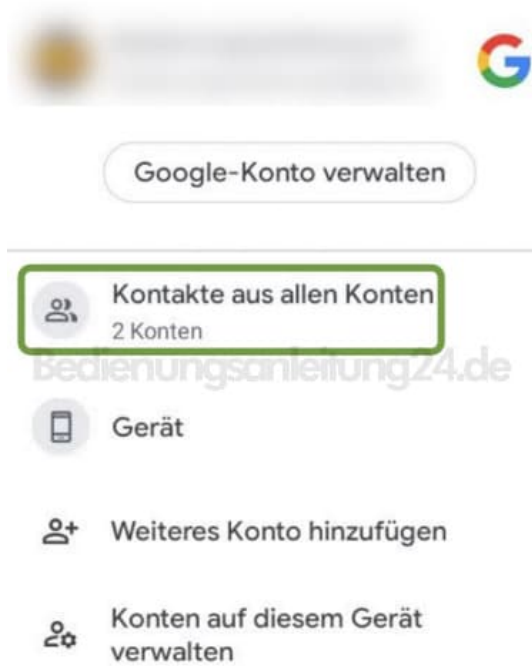 Google-Konto verwalten
Kontakte aus allen Konten
2 Konten
Bedienungsanleitung24.de
Gerät
Weiteres Konto hinzufügen
Konten auf diesem Gerät
verwalten